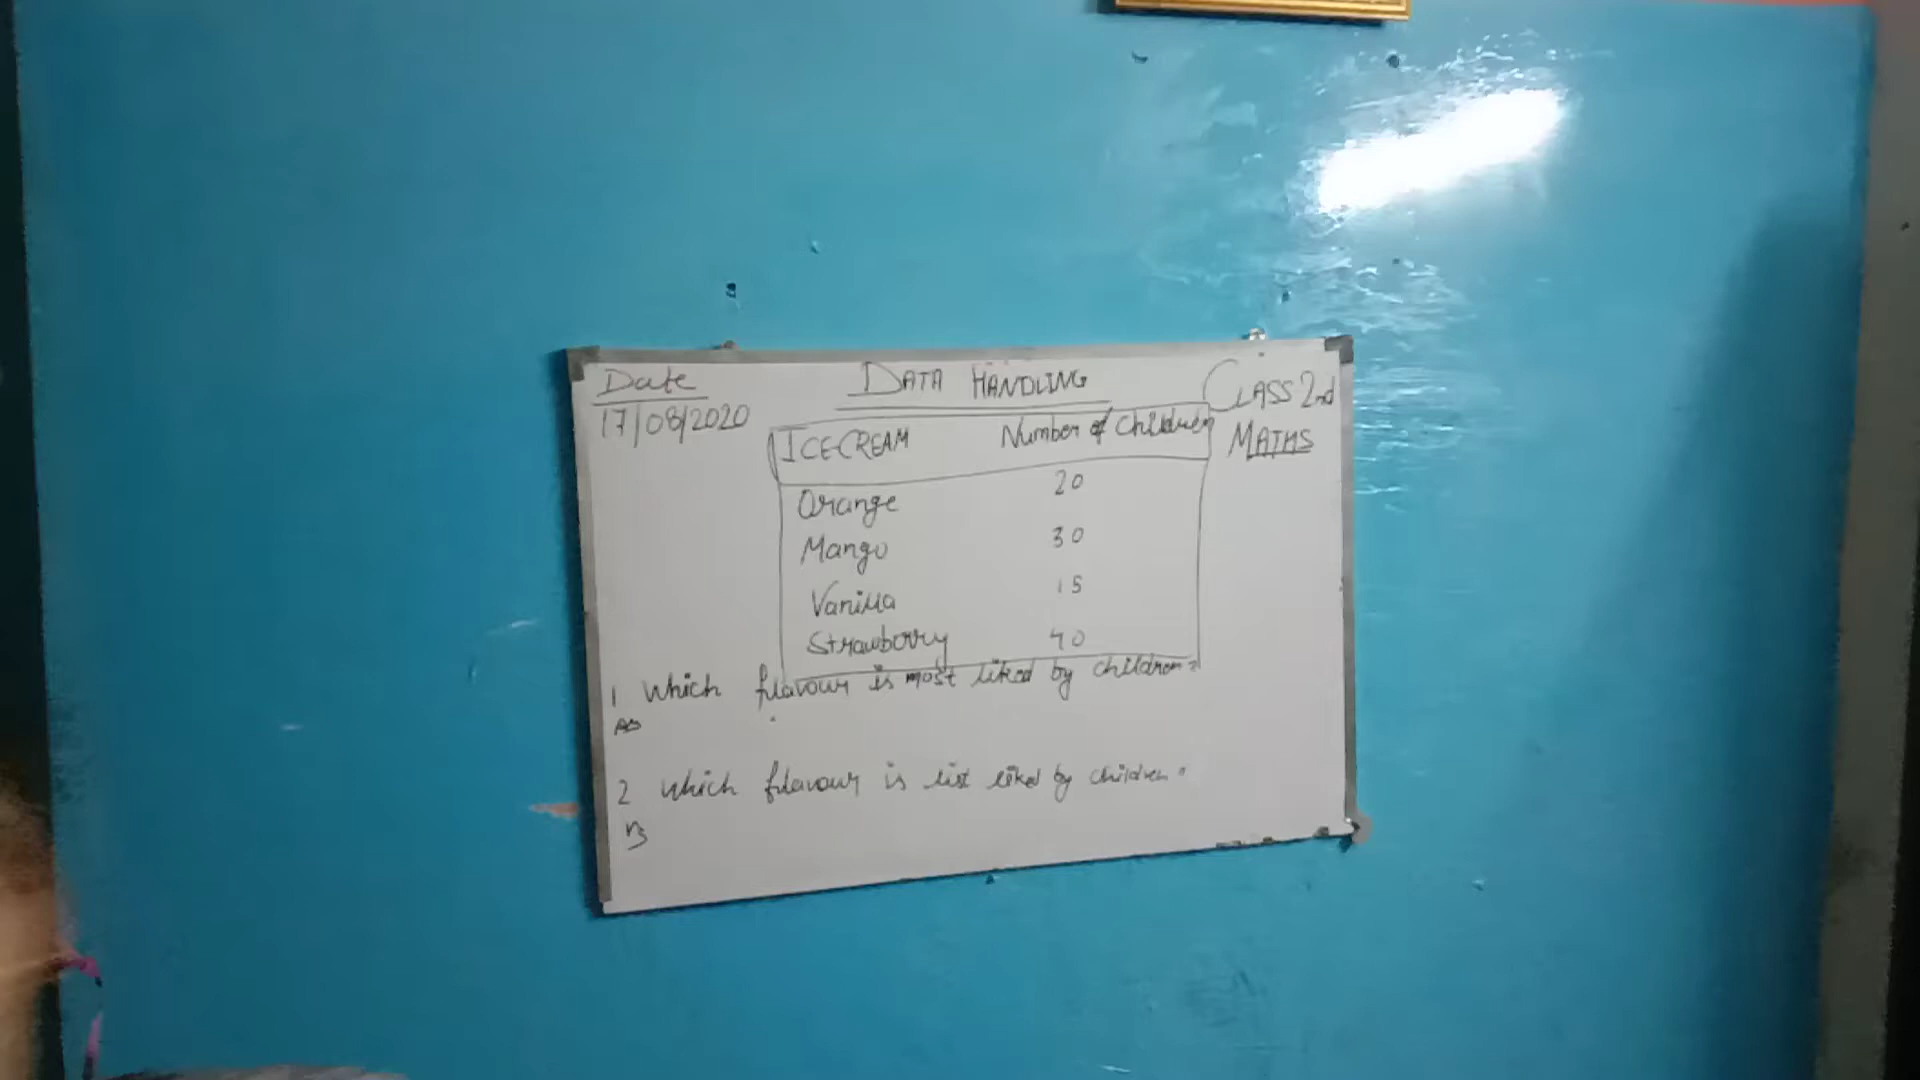 Date
DATA HANDLING
CLASS 2nd
17/08/2020
MATHS
ICE-CREAM Number of Children
Orange 20
Mango 30
Vanilla 15
Strawberry 40
1 Which flavour is most liked by children?
2 Which flavour is list liked by children?